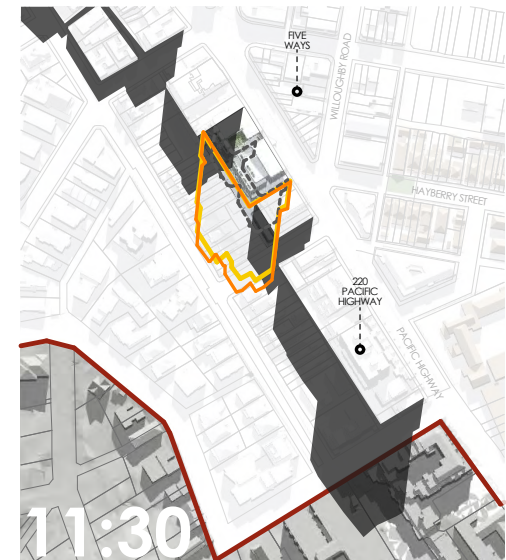 FIVE
WAYS
WILLOUGHBY ROAD
HAYBERRY STREET
220
PACIFIC
HIGHWAY
PACIFIC HIGHWAY
11:30